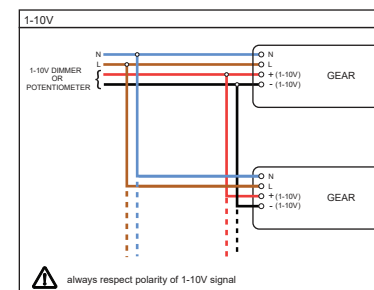 1-10V
N
L
1-10V DIMMER
OR
POTENTIOMETER
{
N
L
+ (1-10V)
- (1-10V)
GEAR
N
L
+ (1-10V)
- (1-10V)
GEAR
always respect polarity of 1-10V signal